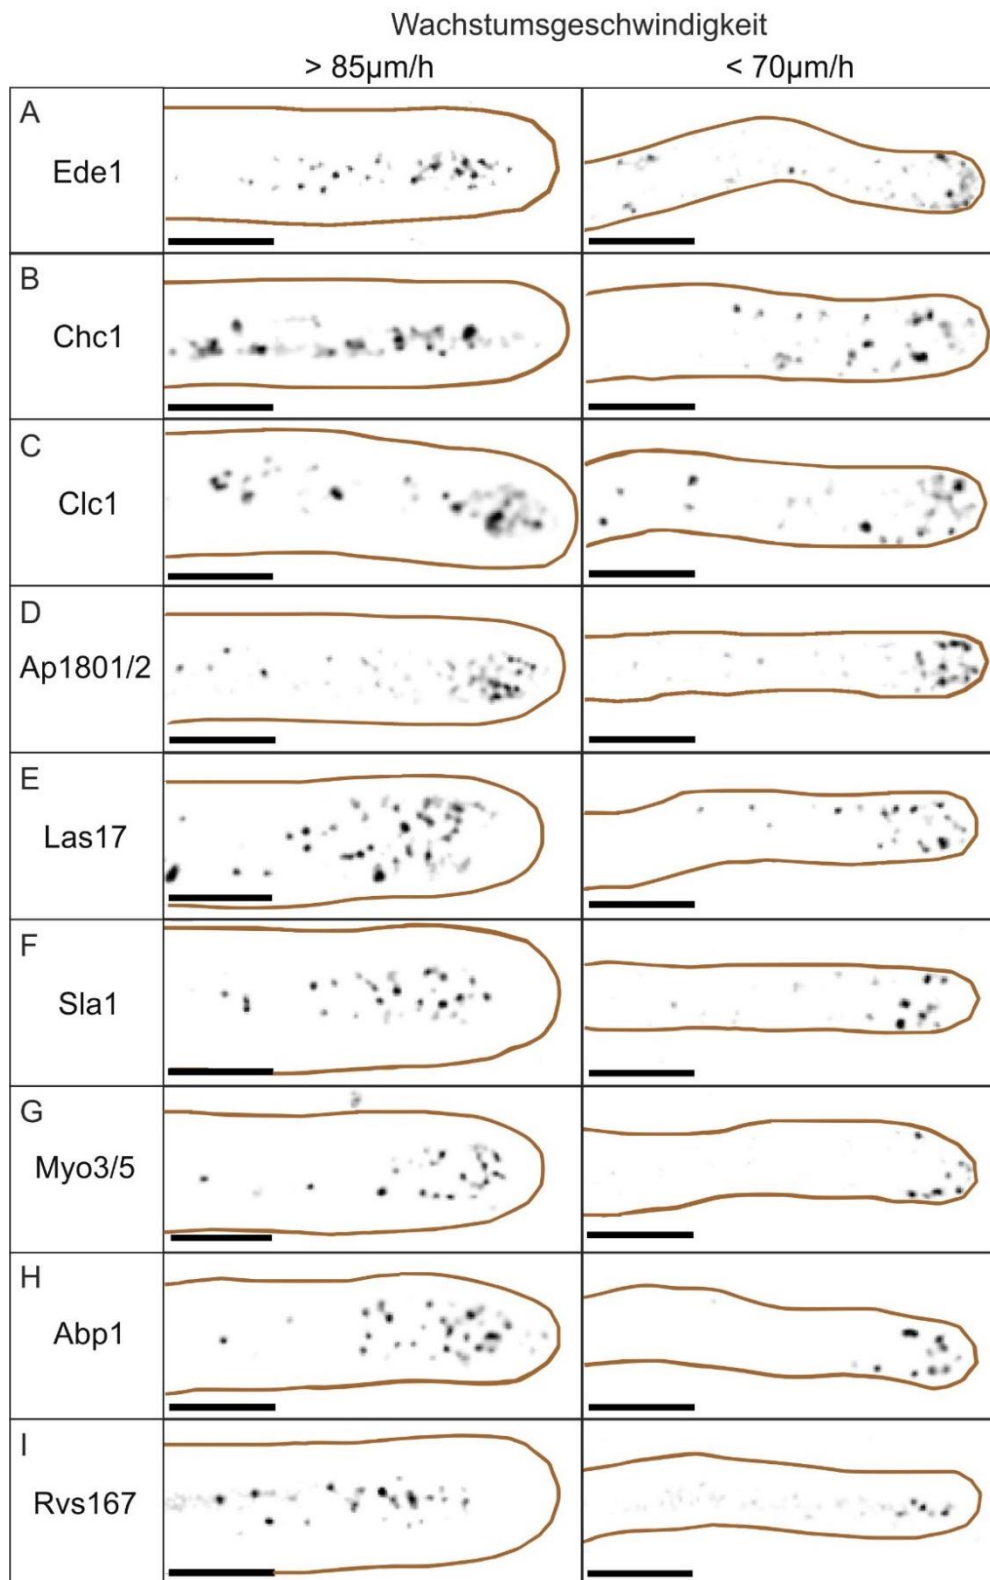 Wachstumsgeschwindigkeit
> 85µm/h < 70µm/h
A
Ede1
B
Chc1
C
Clc1
D
Ap1801/2
E
Las17
F
Sla1
G
Myo3/5
H
Abp1
I
Rvs167